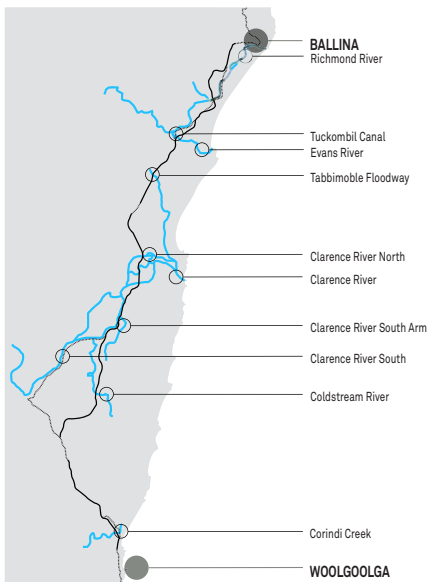 BALLINA
Richmond River
Tuckombil Canal
Evans River
Tabbimoble Floodway
Clarence River North
Clarence River
Clarence River South Arm
Clarence River South
Coldstream River
Corindi Creek
WOOLGOOLGA